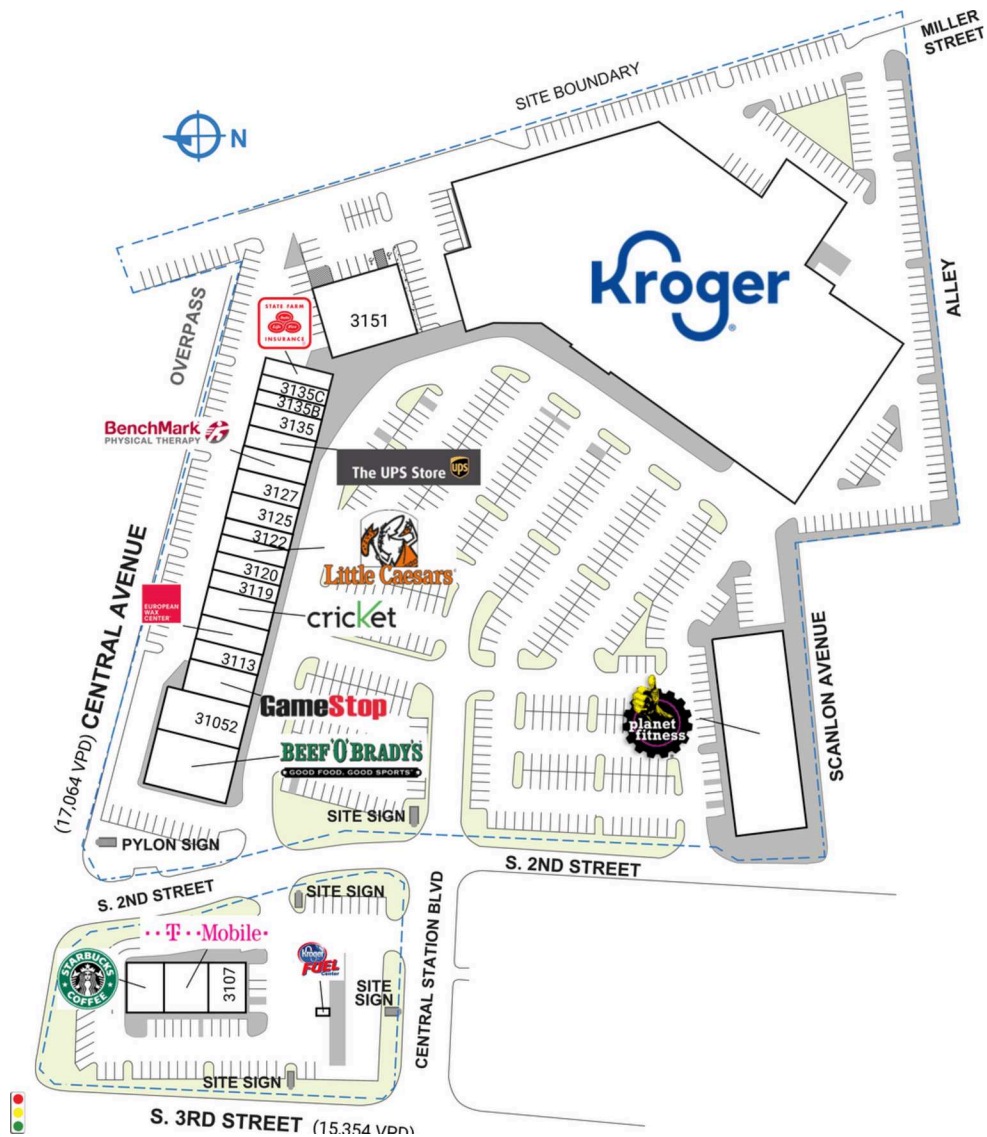 MILLER
STREET
SITE BOUNDARY
N
Kroger
ALLEY
OVERPASS
STATE FARM
INSURANCE
3151
3135C
3135B
3135
BenchMark
PHYSICAL THERAPY
The UPS Store
ups
3127
3125
3122
Little Caesars
3120
3119
cricket
EUROPEAN
WAX
CENTER
3113
GameStop
31052
BEEF 'O' BRADY'S
GOOD FOOD. GOOD SPORTS
planet
fitness
SCANLON AVENUE
(17,064 VPD) CENTRAL AVENUE
SITE SIGN
PYLON SIGN
S. 2ND STREET
S. 2ND STREET
SITE SIGN
T Mobile
STARBUCKS
COFFEE
3107
Kroger
FUEL
Center
SITE
SIGN
CENTRAL STATION BLVD
SITE SIGN
S. 3RD STREET (15,354 VPD)